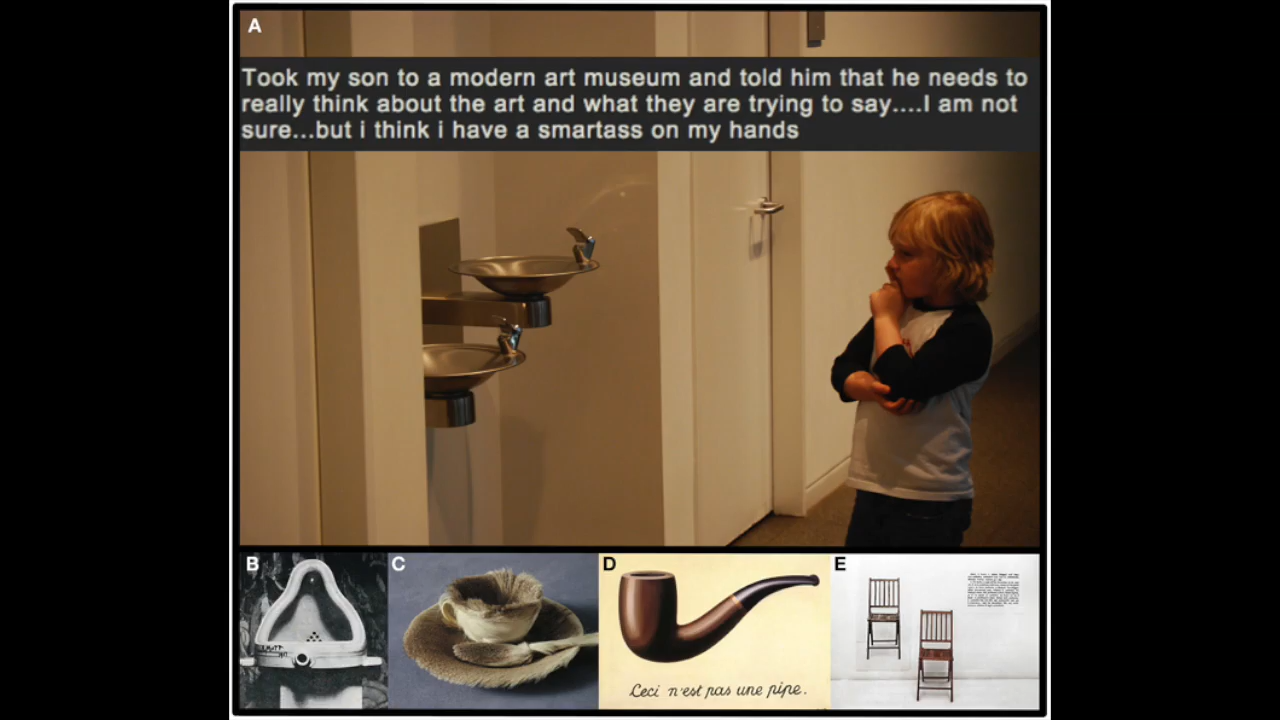 A
Took my son to a modern art museum and told him that he needs to
really think about the art and what they are trying to say....I am not
sure...but i think i have a smartass on my hands
B
C
D
E
R.MUTT
1917
Ceci n'est pas une pipe.